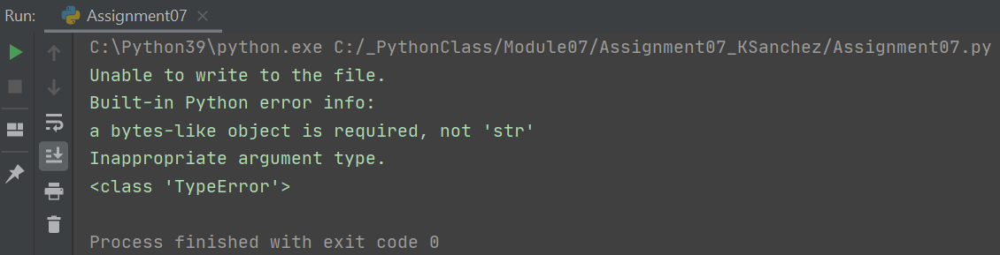 Run: Assignment07
C:\Python39\python.exe C:/_PythonClass/Module07/Assignment07_KSanchez/Assignment07.py
Unable to write to the file.
Built-in Python error info:
a bytes-like object is required, not 'str'
Inappropriate argument type.
<class 'TypeError'>
Process finished with exit code 0